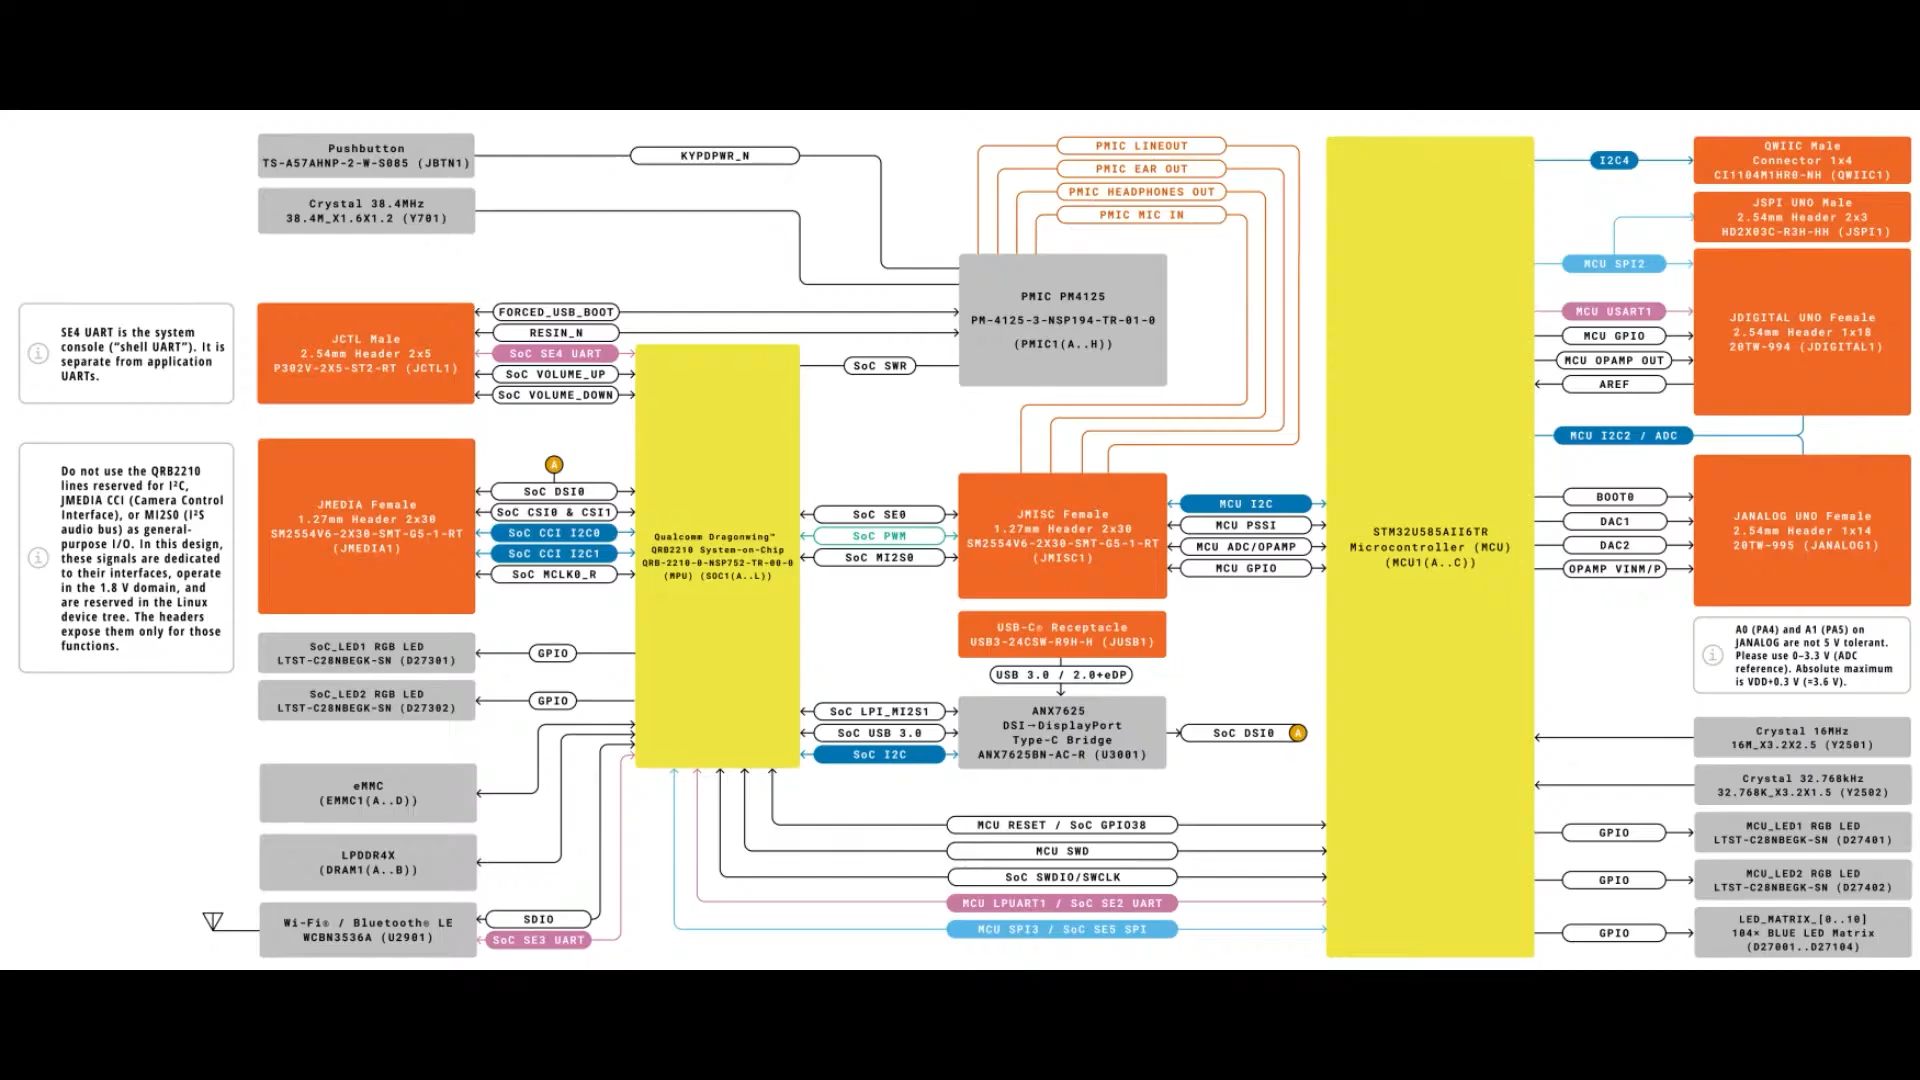 Pushbutton
TS-A57AHNP-2-W-S085 (JBTN1)
KYPDPWR_N
Crystal 38.4MHz
38.4M_X1.6X1.2 (Y701)
PMIC LINEOUT
PMIC EAR OUT
PMIC HEADPHONES OUT
PMIC MIC IN
PMIC PM4125
PM-4125-3-NSP194-TR-01-0
(PMIC1(A..H))
SE4 UART is the system
console (“shell UART”). It is
separate from application
UARTs.
JCTL Male
2.54mm Header 2x5
P302V-2X5-ST2-RT (JCTL1)
FORCED_USB_BOOT
RESIN_N
SoC SE4 UART
SoC VOLUME_UP
SoC VOLUME_DOWN
SoC SWR
Do not use the QRB2210
lines reserved for I²C,
JMEDIA CCI (Camera Control
Interface), or MI2S0 (I²S
audio bus) as general-
purpose I/O. In this design,
these signals are dedicated
to their interfaces, operate
in the 1.8 V domain, and
are reserved in the Linux
device tree. The headers
expose them only for those
functions.
JMEDIA Female
1.27mm Header 2x30
SM2554V6-2X30-SMT-G5-1-RT
(JMEDIA1)
A
SoC DSI0
SoC CSI0 & CSI1
SoC CCI I2C0
SoC CCI I2C1
SoC MCLK0_R
Qualcomm Dragonwing™
QRB2210 System-on-Chip
QRB-2210-0-NSP752-TR-00-0
(MPU) (SOC1(A..L))
SoC SE0
SoC PWM
SoC MI2S0
JMISC Female
1.27mm Header 2x30
SM2554V6-2X30-SMT-G5-1-RT
(JMISC1)
MCU I2C
MCU PSSI
MCU ADC/OPAMP
MCU GPIO
USB-C® Receptacle
USB3-24CSW-R9H-H (JUSB1)
USB 3.0 / 2.0+eDP
SoC_LED1 RGB LED
LTST-C28NBEGK-SN (D27301)
GPIO
SoC_LED2 RGB LED
LTST-C28NBEGK-SN (D27302)
GPIO
SoC LPI_MI2S1
SoC USB 3.0
SoC I2C
ANX7625
DSI→DisplayPort
Type-C Bridge
ANX7625BN-AC-R (U3001)
SoC DSI0
A
eMMC
(EMMC1(A..D))
LPDDR4X
(DRAM1(A..B))
Wi-Fi® / Bluetooth® LE
WCBN3536A (U2901)
SDIO
SoC SE3 UART
MCU RESET / SoC GPIO38
MCU SWD
SoC SWDIO/SWCLK
MCU LPUART1 / SoC SE2 UART
MCU SPI3 / SoC SE5 SPI
STM32U585AII6TR
Microcontroller (MCU)
(MCU1(A..C))
I2C4
QWIIC Male
Connector 1x4
CI1104M1HR0-NH (QWIIC1)
JSPI UNO Male
2.54mm Header 2x3
HD2X03C-R3H-HH (JSPI1)
MCU SPI2
MCU USART1
MCU GPIO
MCU OPAMP OUT
AREF
JDIGITAL UNO Female
2.54mm Header 1x18
20TW-994 (JDIGITAL1)
MCU I2C2 / ADC
BOOT0
DAC1
DAC2
OPAMP VINM/P
JANALOG UNO Female
2.54mm Header 1x14
20TW-995 (JANALOG1)
A0 (PA4) and A1 (PA5) on
JANALOG are not 5 V tolerant.
Please use 0–3.3 V (ADC
reference). Absolute maximum
is VDD+0.3 V (≈3.6 V).
Crystal 16MHz
16M_X3.2X2.5 (Y2501)
Crystal 32.768kHz
32.768K_X3.2X1.5 (Y2502)
GPIO
MCU_LED1 RGB LED
LTST-C28NBEGK-SN (D27401)
GPIO
MCU_LED2 RGB LED
LTST-C28NBEGK-SN (D27402)
GPIO
LED_MATRIX_[0..10]
104× BLUE LED Matrix
(D27001..D27104)